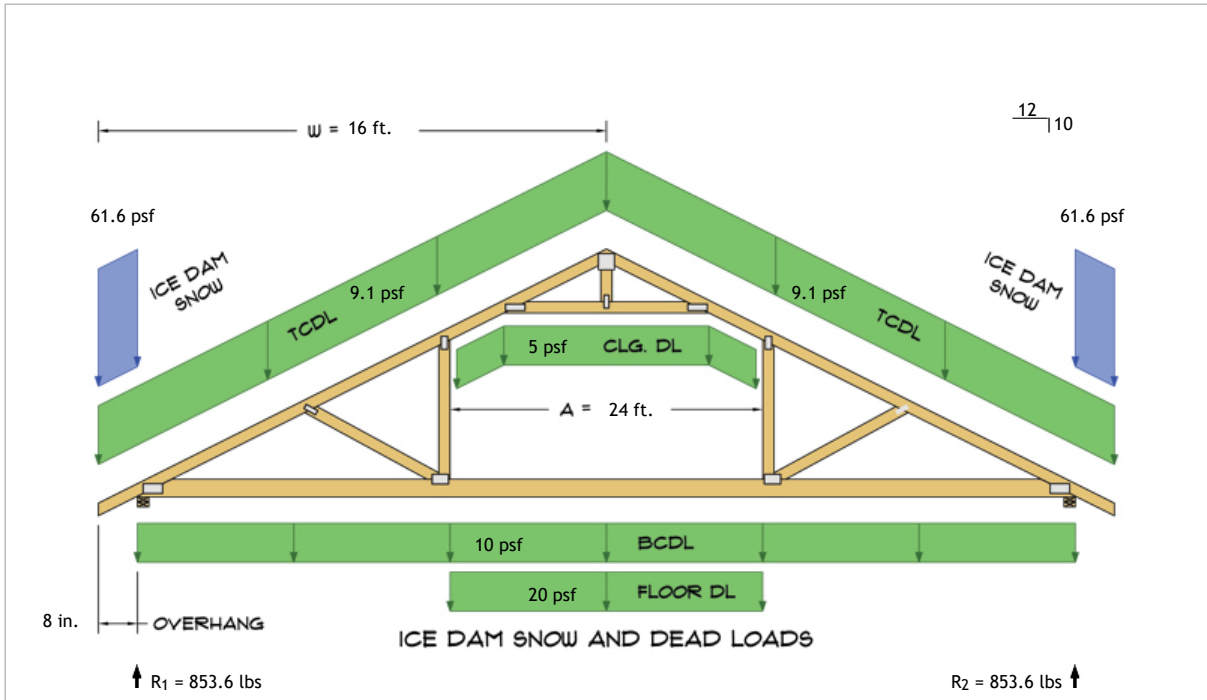 W = 16 ft.
12
10
61.6 psf
61.6 psf
ICE DAM
SNOW
ICE DAM
SNOW
9.1 psf
9.1 psf
TCDL
TCDL
5 psf CLG. DL
A = 24 ft.
10 psf BCDL
20 psf FLOOR DL
8 in. OVERHANG
ICE DAM SNOW AND DEAD LOADS
R1 = 853.6 lbs
R2 = 853.6 lbs